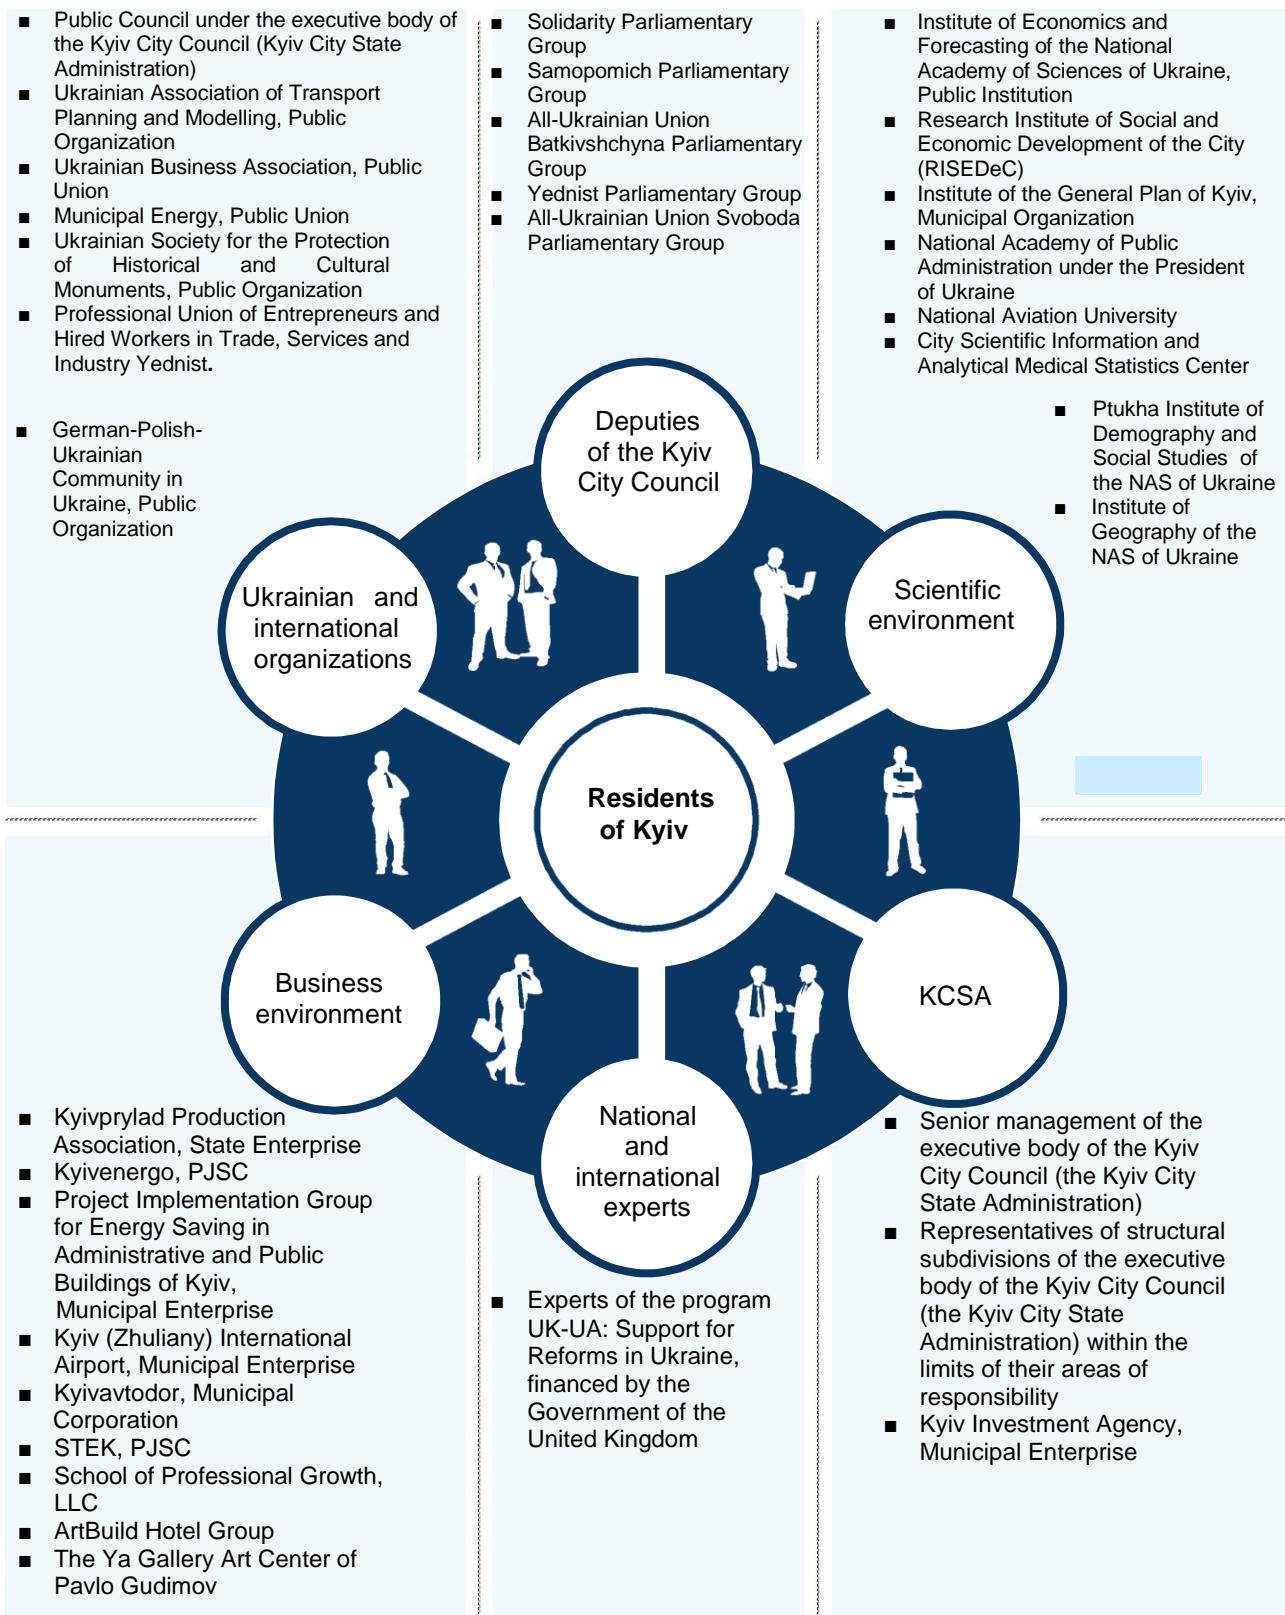 ■ Public Council under the executive body of
the Kyiv City Council (Kyiv City State
Administration)
■ Ukrainian Association of Transport
Planning and Modelling, Public
Organization
■ Ukrainian Business Association, Public
Union
■ Municipal Energy, Public Union
■ Ukrainian Society for the Protection
of Historical and Cultural
Monuments, Public Organization
■ Professional Union of Entrepreneurs and
Hired Workers in Trade, Services and
Industry Yednist.
■ German-Polish-
Ukrainian
Community in
Ukraine, Public
Organization
■ Solidarity Parliamentary
Group
■ Samopomich Parliamentary
Group
■ All-Ukrainian Union
Batkivshchyna Parliamentary
Group
■ Yednist Parliamentary Group
■ All-Ukrainian Union Svoboda
Parliamentary Group
■ Institute of Economics and
Forecasting of the National
Academy of Sciences of Ukraine,
Public Institution
■ Research Institute of Social and
Economic Development of the City
(RISEDeC)
■ Institute of the General Plan of Kyiv,
Municipal Organization
■ National Academy of Public
Administration under the President
of Ukraine
■ National Aviation University
■ City Scientific Information and
Analytical Medical Statistics Center
■ Ptukha Institute of
Demography and
Social Studies of
the NAS of Ukraine
■ Institute of
Geography of the
NAS of Ukraine
Deputies
of the Kyiv
City Council
Ukrainian and
international
organizations
Scientific
environment
Residents
of Kyiv
Business
environment
KCSA
National
and
international
experts
■ Kyivprylad Production
Association, State Enterprise
■ Kyivenergo, PJSC
■ Project Implementation Group
for Energy Saving in
Administrative and Public
Buildings of Kyiv,
Municipal Enterprise
■ Kyiv (Zhuliany) International
Airport, Municipal Enterprise
■ Kyivavtodor, Municipal
Corporation
■ STEK, PJSC
■ School of Professional Growth,
LLC
■ ArtBuild Hotel Group
■ The Ya Gallery Art Center of
Pavlo Gudimov
■ Experts of the program
UK-UA: Support for
Reforms in Ukraine,
financed by the
Government of the
United Kingdom
■ Senior management of the
executive body of the Kyiv
City Council (the Kyiv City
State Administration)
■ Representatives of structural
subdivisions of the executive
body of the Kyiv City Council
(the Kyiv City State
Administration) within the
limits of their areas of
responsibility
■ Kyiv Investment Agency,
Municipal Enterprise